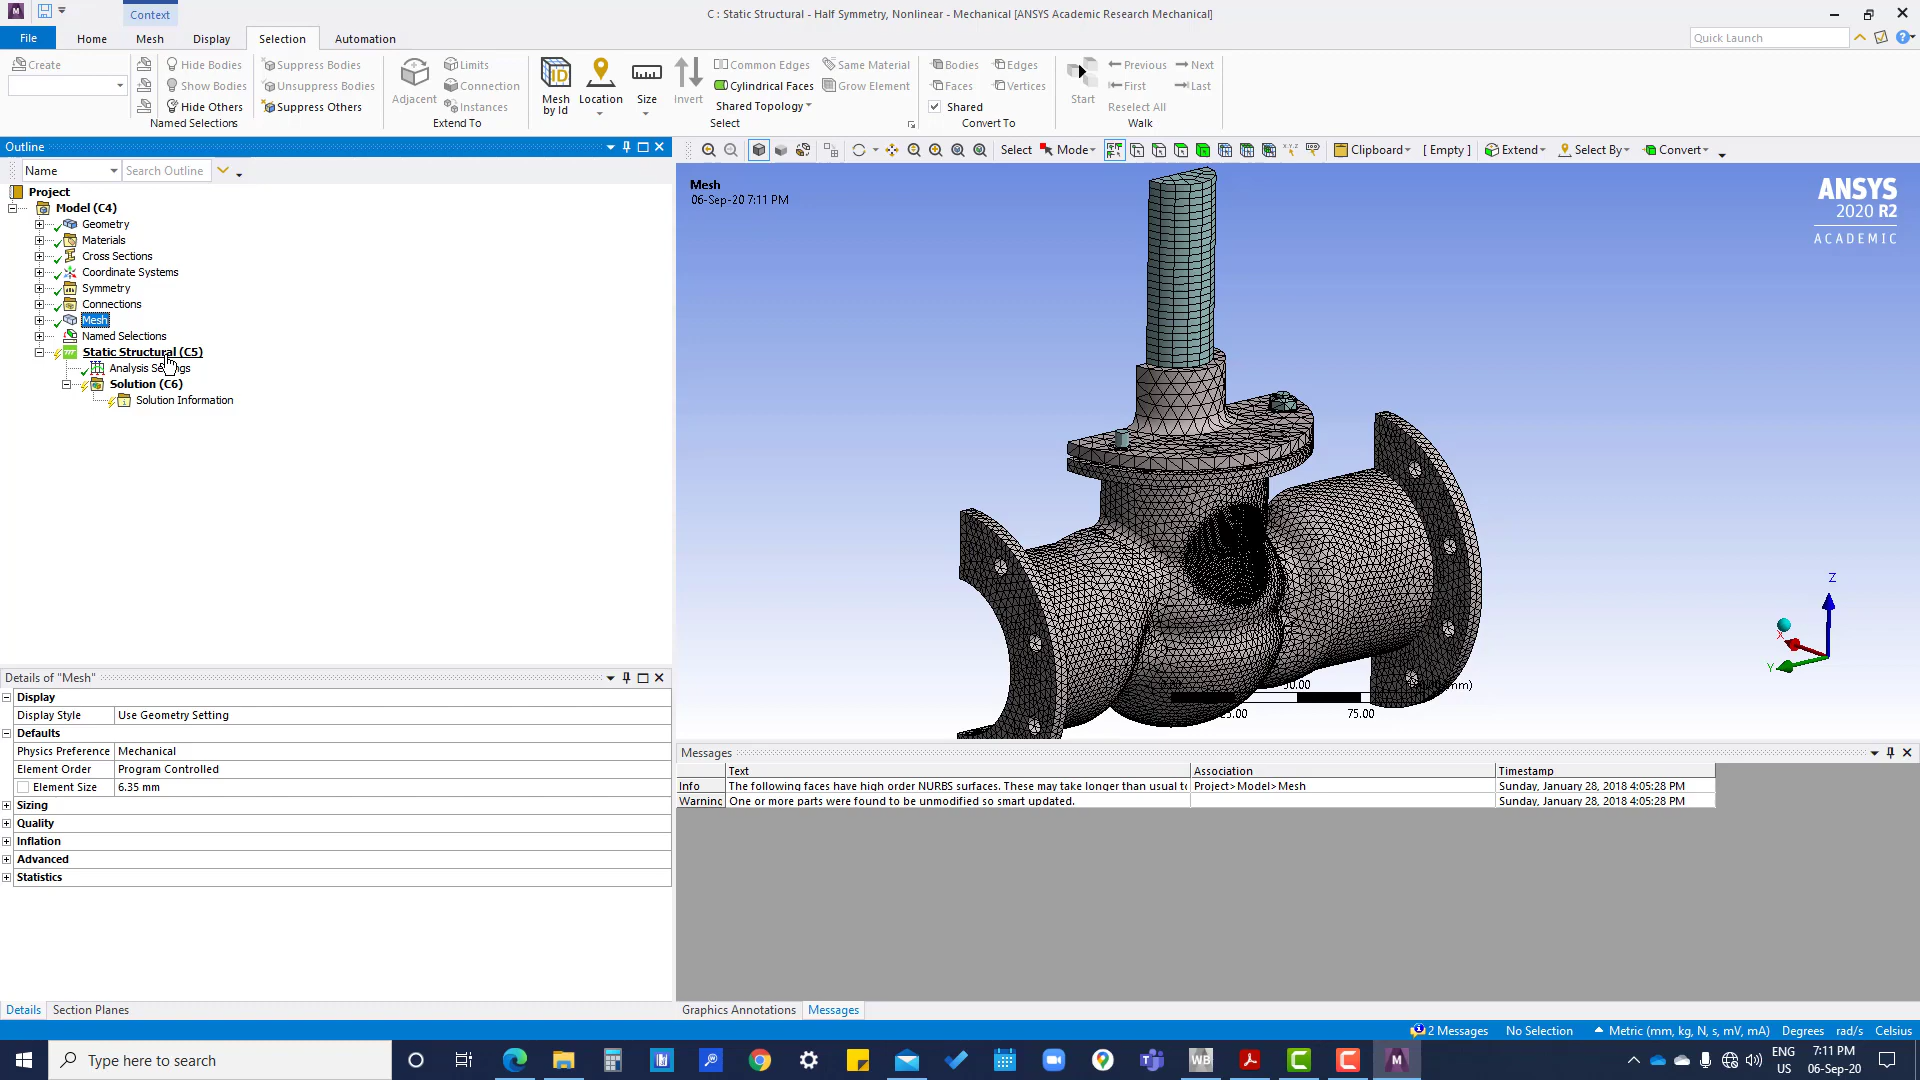 Context
C : Static Structural - Half Symmetry, Nonlinear - Mechanical [ANSYS Academic Research Mechanical]
File Home Mesh Display Selection Automation
Quick Launch
Create
Hide Bodies
Show Bodies
Hide Others
Suppress Bodies
Unsuppress Bodies
Suppress Others
Named Selections
Adjacent
Limits
Connection
Instances
Extend To
Mesh by Id
Location
Size
Invert
Common Edges
Cylindrical Faces
Shared Topology
Same Material
Grow Element
Select
Bodies Edges
Faces Vertices
Shared
Convert To
Start
Previous Next
First Last
Reselect All
Walk
Outline
Name Search Outline
Project
Model (C4)
Geometry
Materials
Cross Sections
Coordinate Systems
Symmetry
Connections
Mesh
Named Selections
Static Structural (C5)
Analysis Settings
Solution (C6)
Solution Information
Select Mode Clipboard [ Empty ] Extend Select By Convert
Mesh
06-Sep-20 7:11 PM
ANSYS
2020 R2
ACADEMIC
Z
X
Y
75.00
Details of "Mesh"
Display
Display Style Use Geometry Setting
Defaults
Physics Preference Mechanical
Element Order Program Controlled
Element Size 6.35 mm
Sizing
Quality
Inflation
Advanced
Statistics
Details Section Planes
Messages
Text Association Timestamp
Info The following faces have high order NURBS surfaces. These may take longer than usual to Project>Model>Mesh Sunday, January 28, 2018 4:05:28 PM
Warning One or more parts were found to be unmodified so smart updated. Sunday, January 28, 2018 4:05:28 PM
Graphics Annotations Messages
2 Messages No Selection Metric (mm, kg, N, s, mV, mA) Degrees rad/s Celsius
Type here to search
WB
M
ENG
US
7:11 PM
06-Sep-20